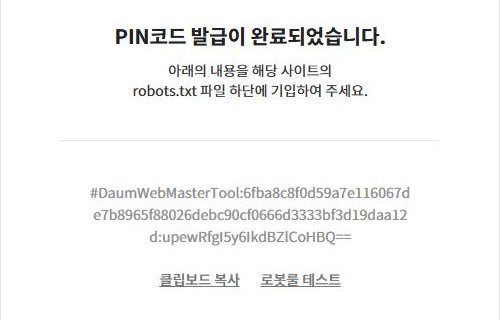 PIN코드 발급이 완료되었습니다.
아래의 내용을 해당 사이트의
robots.txt 파일 하단에 기입하여 주세요.
#DaumWebMasterTool:6fba8c8f0d59a7e116067d
e7b8965f88026debc90cf0666d3333bf3d19daa12
d:upewRfgI5y6IkdBZlCoHBQ==
클립보드 복사 로봇룰 테스트